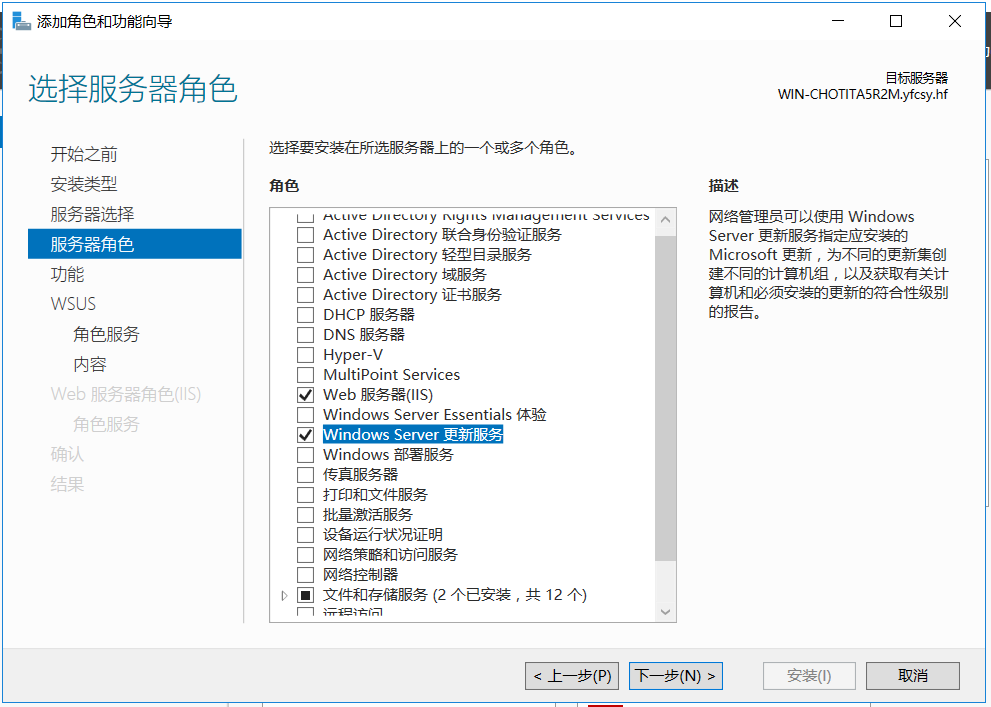 添加角色和功能向导
选择服务器角色
目标服务器
WIN-CHOTITA5R2M.yfcsy.hf
开始之前
安装类型
服务器选择
服务器角色
功能
WSUS
角色服务
内容
Web 服务器角色(IIS)
角色服务
确认
结果
选择要安装在所选服务器上的一个或多个角色。
角色
Active Directory Rights Management Services
Active Directory 联合身份验证服务
Active Directory 轻型目录服务
Active Directory 域服务
Active Directory 证书服务
DHCP 服务器
DNS 服务器
Hyper-V
MultiPoint Services
Web 服务器(IIS)
Windows Server Essentials 体验
Windows Server 更新服务
Windows 部署服务
传真服务器
打印和文件服务
批量激活服务
设备运行状况证明
网络策略和访问服务
网络控制器
文件和存储服务 (2 个已安装，共 12 个)
远程访问
描述
网络管理员可以使用 Windows
Server 更新服务指定应安装的
Microsoft 更新，为不同的更新集创
建不同的计算机组，以及获取有关计
算机和必须安装的更新的符合性级别
的报告。
< 上一步(P)
下一步(N) >
安装(I)
取消